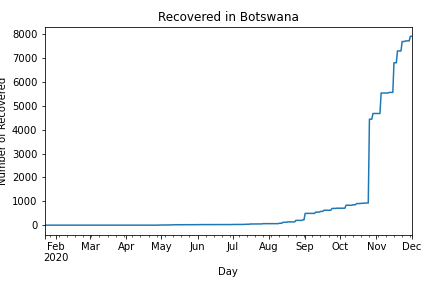 Recovered in Botswana
8000
7000
6000
5000
4000
3000
2000
1000
0
Number of Recovered
Feb Mar Apr May Jun Jul Aug Sep Oct Nov Dec
2020
Day